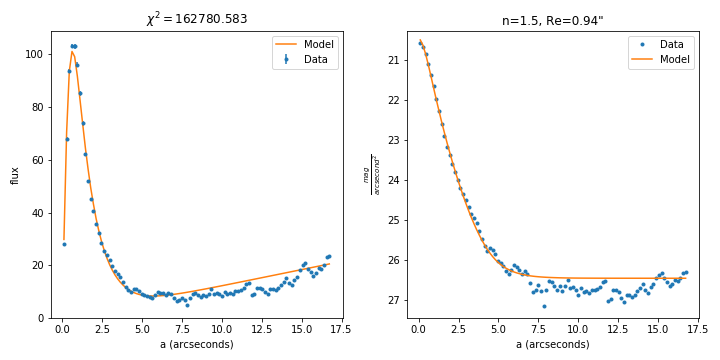 χ² = 162780.583
flux
100
80
60
40
20
0
0.0 2.5 5.0 7.5 10.0 12.5 15.0 17.5
a (arcseconds)
Model
Data
n=1.5, Re=0.94"
mag
arcsecond²
21
22
23
24
25
26
27
0.0 2.5 5.0 7.5 10.0 12.5 15.0 17.5
a (arcseconds)
Data
Model